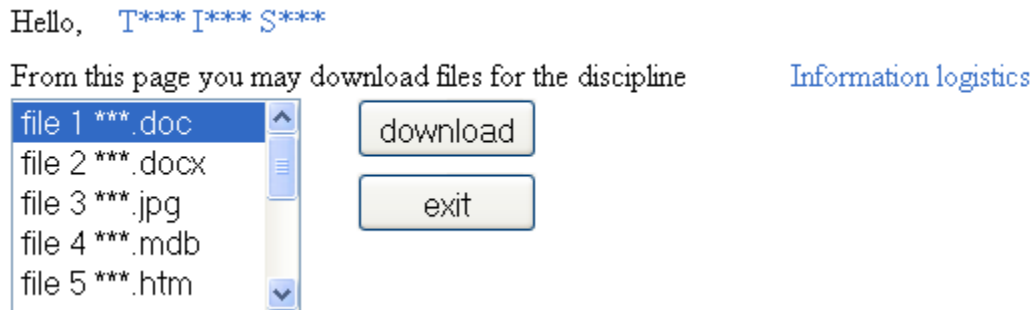 Hello, T*** I*** S***
From this page you may download files for the discipline Information logistics
file 1 ***.doc
file 2 ***.docx
file 3 ***.jpg
file 4 ***.mdb
file 5 ***.htm
download
exit